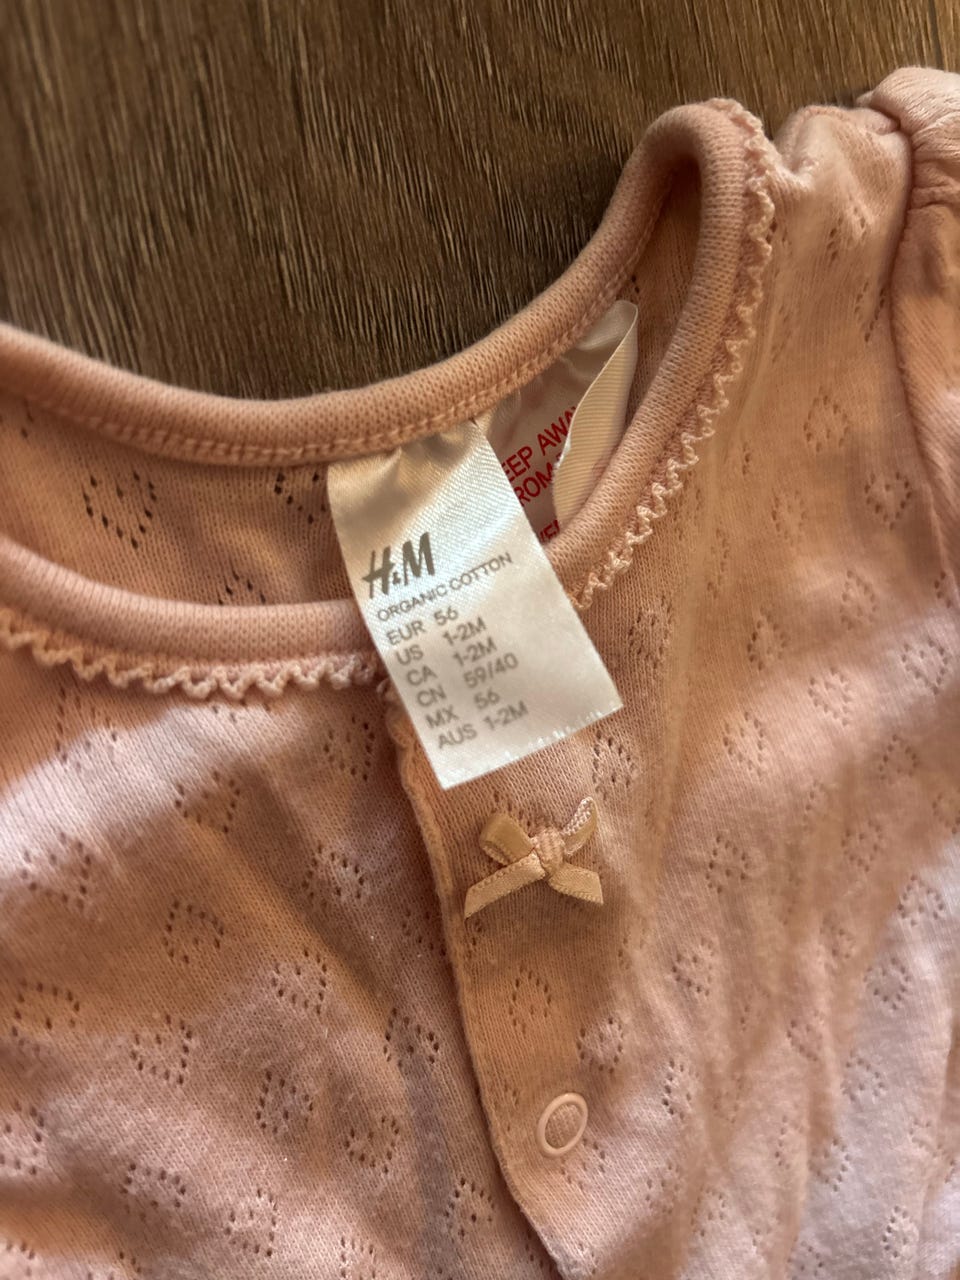 H&M
ORGANIC COTTON
EUR 56
US 1-2M
CA 1-2M
CN 59/40
MX 56
AUS 1-2M